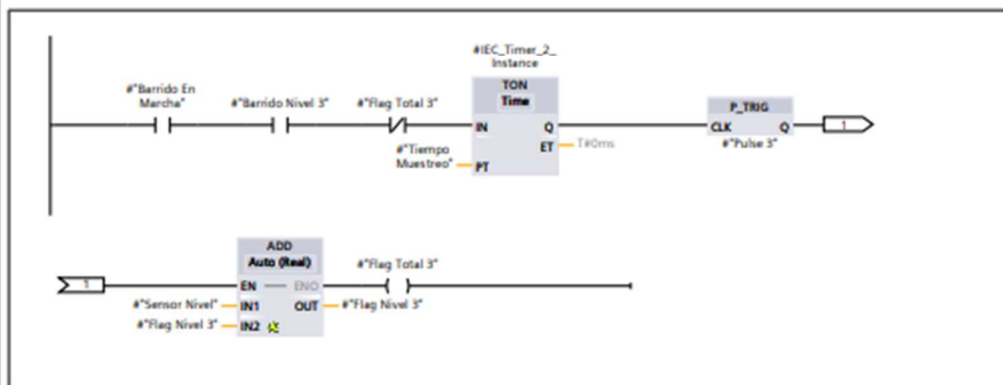 #IEC_Timer_2_
Instance
#"Barrido En
Marcha"
#"Barrido Nivel 3"
#"Flag Total 3"
TON
Time
P_TRIG
IN
Q
CLK
Q
1
#"Tiempo
Muestreo"
PT
ET
T#0ms
#"Pulse 3"
ADD
Auto (Real)
#"Flag Total 3"
1
EN
ENO
#"Sensor Nivel"
IN1
OUT
#"Flag Nivel 3"
#"Flag Nivel 3"
IN2